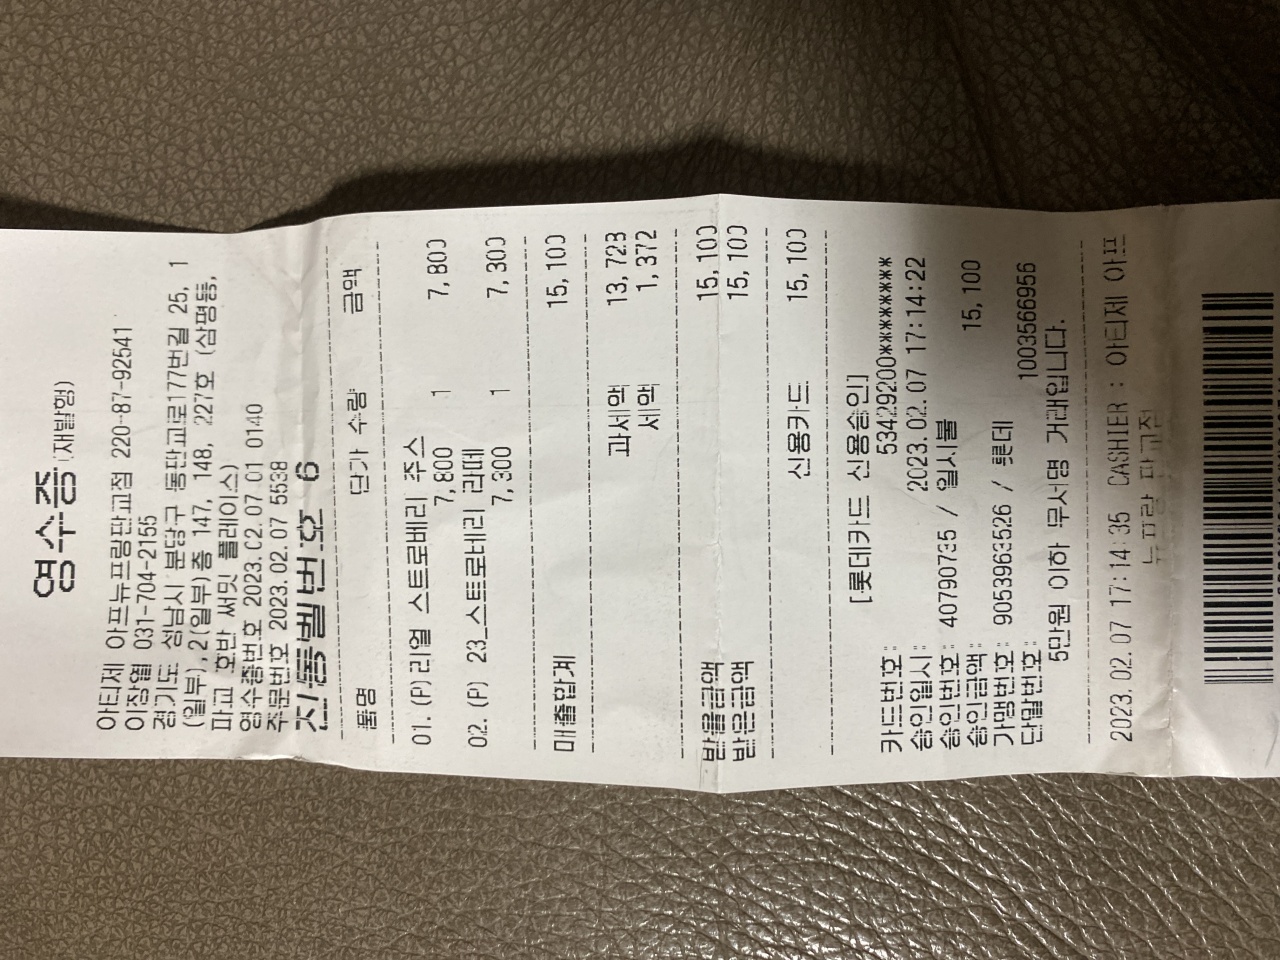 영수증(재발행)
아티제 아프뉴프랑판교점 220-87-92541
이장열 031-704-2155
경기도 성남시 분당구 동판교로177번길 25, 1
(일부),2(일부)층 147, 148, 227호 (삼평동,
파교 호반 써밋 플레이스)
영수증번호 2023.02.07 01 0140
주문번호 2023.02.07 5538
진동벨번호 6
품명 단가 수량 금액
01. (P)리얼 스트로베리 주스
7,800 1 7,800
02. (P) 23_스트로베리 라떼
7,300 1 7,300
매출합계 15,100
과세액 13,728
세액 1,372
받을금액 15,100
받은금액 15,100
신용카드 15,100
[롯데카드 신용승인]
카드번호: 53429200********
승인일시: 2023.02.07 17:14:22
승인번호: 40790735 / 일시불
승인금액: 15,100
가맹번호: 9053963526 / 롯데
단말번호: 1003566956
5만원 이하 무서명 거래입니다.
2023.02.07 17:14:35 CASHIER : 아티제 아프
뉴프랑 판교점